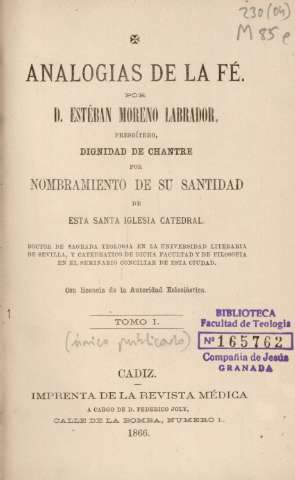 230(04)
M 85 e
ANALOGIAS DE LA FÉ.
POR
D. ESTÉBAN MORENO LABRADOR,
PRESBÍTERO,
DIGNIDAD DE CHANTRE
POR
NOMBRAMIENTO DE SU SANTIDAD
DE
ESTA SANTA IGLESIA CATEDRAL.
DOCTOR DE SAGRADA TEOLOGIA EN LA UNIVERSIDAD LITERARIA
DE SEVILLA, Y CATEDRATICO DE DICHA FACULTAD Y DE FILOSOFIA
EN EL SEMINARIO CONCILIAR DE ESTA CIUDAD.
Con licencia de la Autoridad Eclesiástica.
TOMO I.
(único publicado)
BIBLIOTECA
Facultad de Teología
Nº 165762
Compañia de Jesús
GRANADA
CADIZ.
IMPRENTA DE LA REVISTA MÉDICA
A CARGO DE D. FEDERICO JOLY,
CALLE DE LA BOMBA, NUMERO 1.
1866.